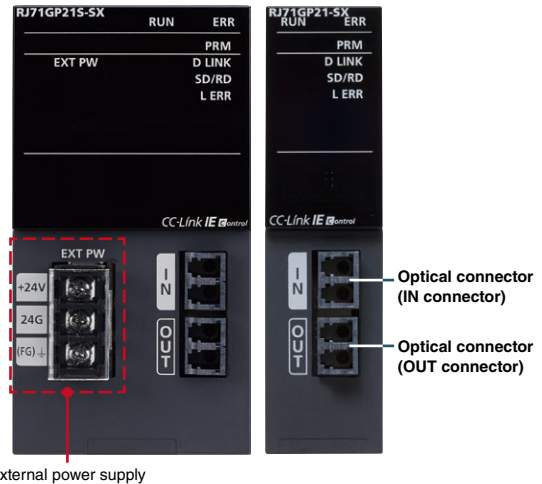 RJ71GP21S-SX
RUN ERR
PRM
EXT PW D LINK
SD/RD
L ERR
CC-Link IE Control
EXT PW
+24V
24G
(FG)
IN
OUT
RJ71GP21-SX
RUN ERR
PRM
D LINK
SD/RD
L ERR
CC-Link IE Control
IN
OUT
Optical connector
(IN connector)
Optical connector
(OUT connector)
xternal power supply